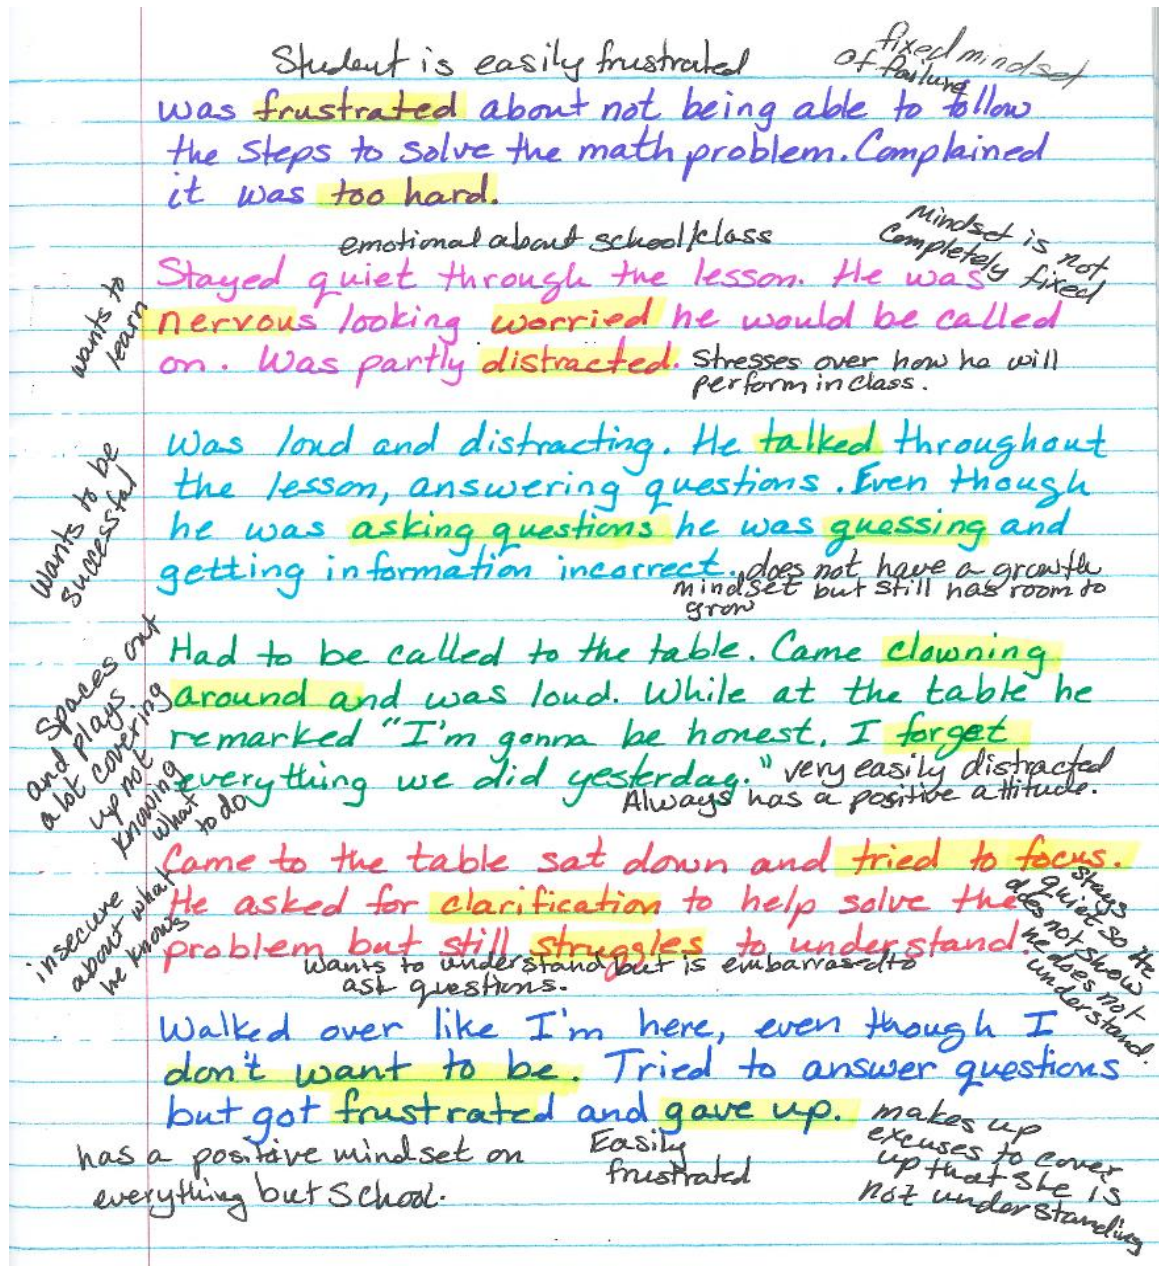 Student is easily frustrated
fixed mindset
of failure
was frustrated about not being able to follow
the steps to solve the math problem. Complained
it was too hard.
emotional about school/class
Mindset is not
completely fixed
wants to
learn
Stayed quiet through the lesson. He was
nervous looking worried he would be called
on. Was partly distracted.
Stresses over how he will
perform in class.
wants to be
successful
Was loud and distracting. He talked throughout
the lesson, answering questions. Even though
he was asking questions he was guessing and
getting information incorrect.
does not have a growth
mindset but still has room to
grow
Spaces out
and plays
a lot covering
up not
knowing
what
to do
Had to be called to the table. Came clowning
around and was loud. While at the table he
remarked "I'm gonna be honest. I forget
everything we did yesterday."
very easily distracted
Always has a positive attitude.
insecure
about what
he knows
Came to the table sat down and tried to focus.
He asked for clarification to help solve the
problem but still struggles to understand.
stays
quiet so he
does not show
he does not
understand.
wants to understand but is embarrased to
ask questions.
Walked over like I'm here, even though I
don't want to be. Tried to answer questions
but got frustrated and gave up.
has a positive mindset on
everything but School.
Easily
frustrated
makes up
excuses to cover
up that she is
not understanding